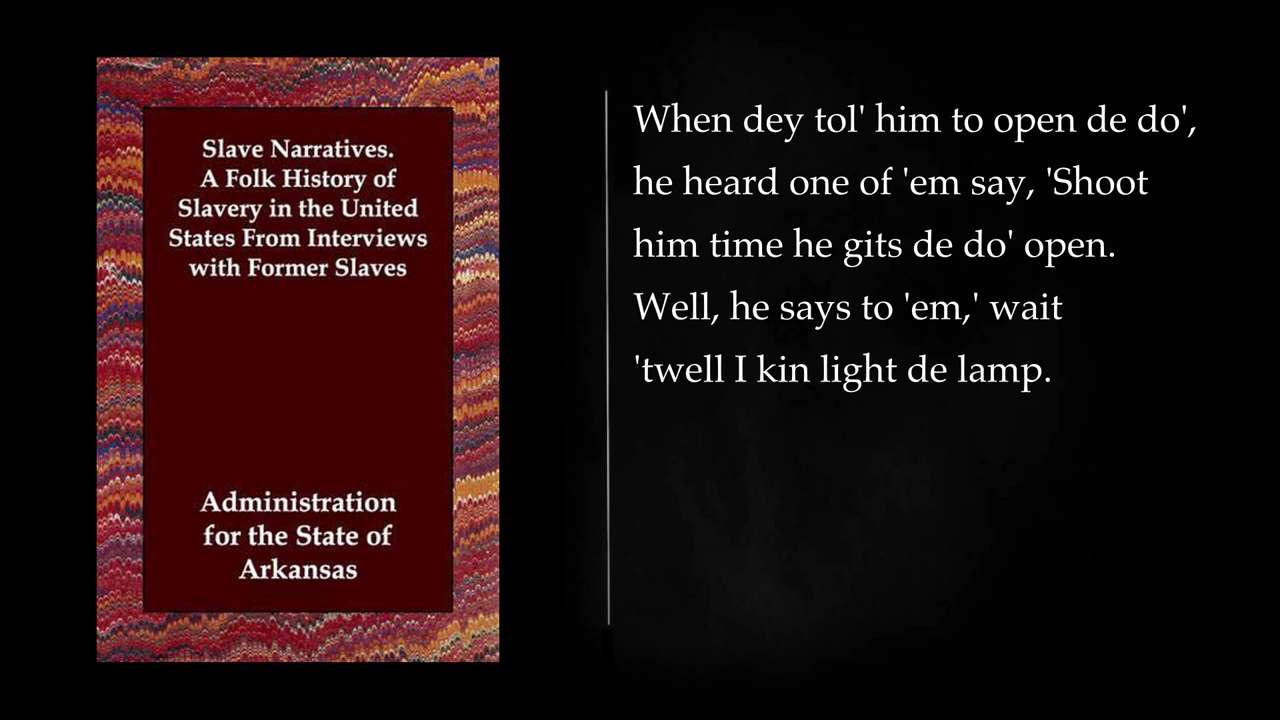 Slave Narratives.
A Folk History of
Slavery in the United
States From Interviews
with Former Slaves
Administration
for the State of
Arkansas
When dey tol' him to open de do',
he heard one of 'em say, 'Shoot
him time he gits de do' open.
Well, he says to 'em,' wait
'twell I kin light de lamp.